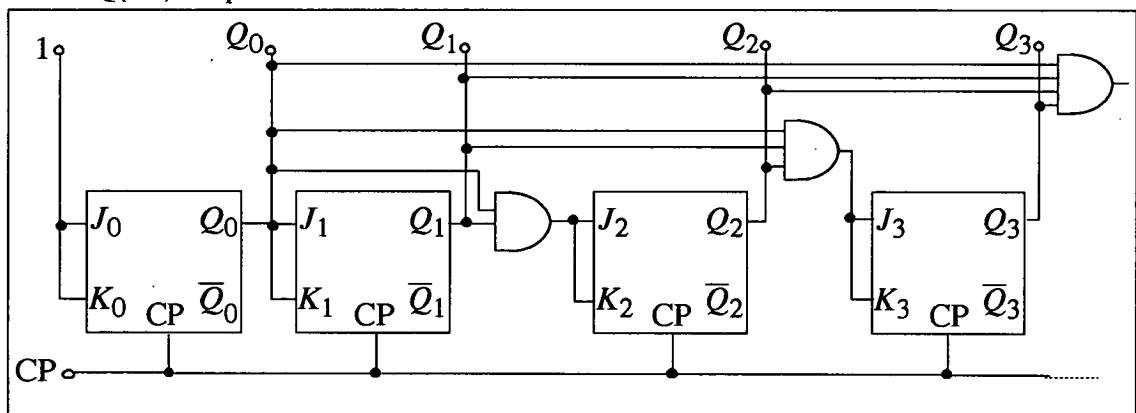 1 Q₀ Q₁ Q₂ Q₃
J₀ Q₀ J₁ Q₁ J₂ Q₂ J₃ Q₃
K₀ Q̅₀ K₁ Q̅₁ K₂ Q̅₂ K₃ Q̅₃
CP CP CP CP
CP